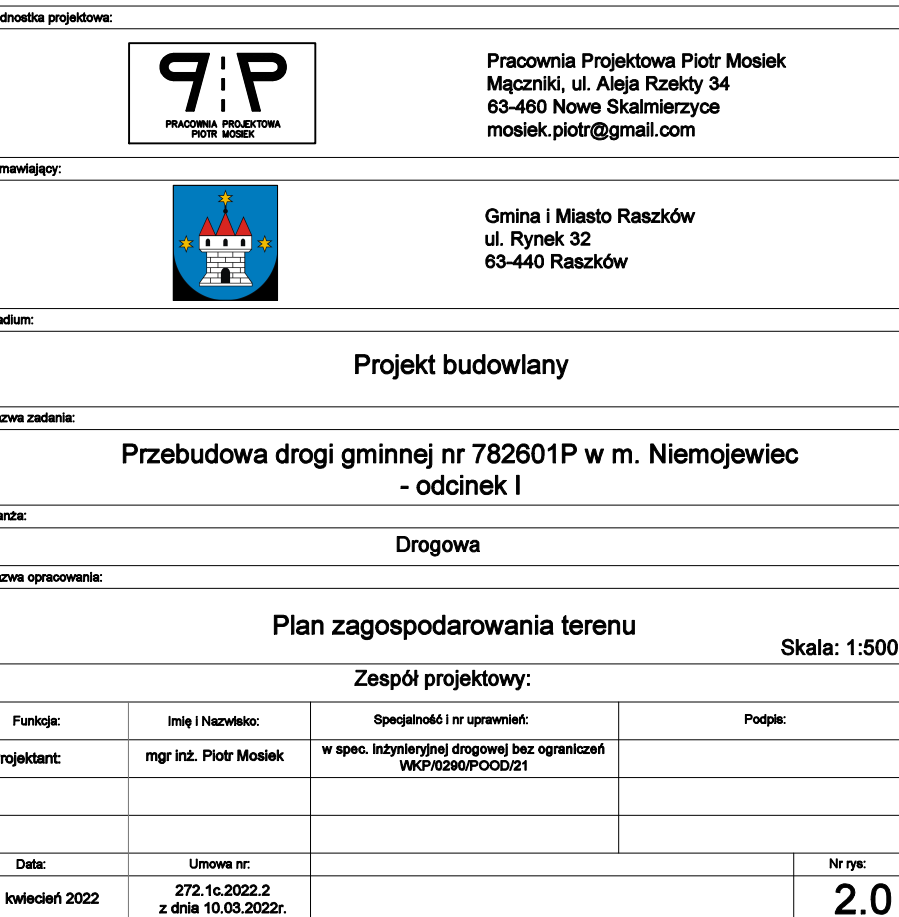 dnostka projektowa:
PRACOWNIA PROJEKTOWA
PIOTR MOSIEK
Pracownia Projektowa Piotr Mosiek
Mączniki, ul. Aleja Rzekty 34
63-460 Nowe Skalmierzyce
mosiek.piotr@gmail.com
mawiający:
Gmina i Miasto Raszków
ul. Rynek 32
63-440 Raszków
adium:
Projekt budowlany
azwa zadania:
Przebudowa drogi gminnej nr 782601P w m. Niemojewiec
- odcinek I
anża:
Drogowa
azwa opracowania:
Plan zagospodarowania terenu
Skala: 1:500
Zespół projektowy:
Funkcja: Imię i Nazwisko: Specjalność i nr uprawnień: Podpis:
rojektant: mgr inż. Piotr Mosiek w spec. inżynieryjnej drogowej bez ograniczeń
WKP/0290/POOD/21
Data: Umowa nr: Nr rys:
kwiecień 2022 272.1c.2022.2
z dnia 10.03.2022r.
2.0